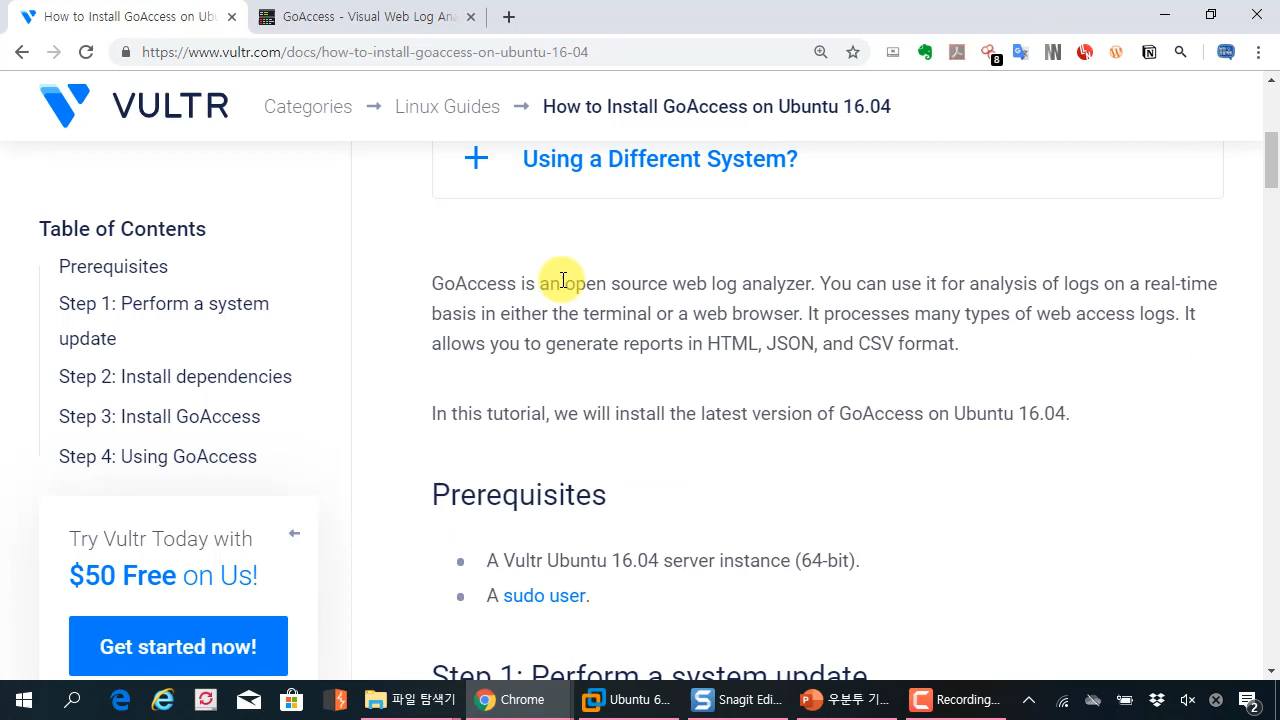 How to Install GoAccess on Ubu
GoAccess - Visual Web Log Ana
https://www.vultr.com/docs/how-to-install-goaccess-on-ubuntu-16-04
8
VULTR
Categories → Linux Guides → How to Install GoAccess on Ubuntu 16.04
+ Using a Different System?
Table of Contents
Prerequisites
Step 1: Perform a system
update
Step 2: Install dependencies
Step 3: Install GoAccess
Step 4: Using GoAccess
Try Vultr Today with
$50 Free on Us!
Get started now!
GoAccess is an open source web log analyzer. You can use it for analysis of logs on a real-time
basis in either the terminal or a web browser. It processes many types of web access logs. It
allows you to generate reports in HTML, JSON, and CSV format.
In this tutorial, we will install the latest version of GoAccess on Ubuntu 16.04.
Prerequisites
A Vultr Ubuntu 16.04 server instance (64-bit).
A sudo user.
Step 1: Perform a system update
파일 탐색기
Chrome
Ubuntu 6...
Snagit Edi...
우분투 기...
Recording...
2